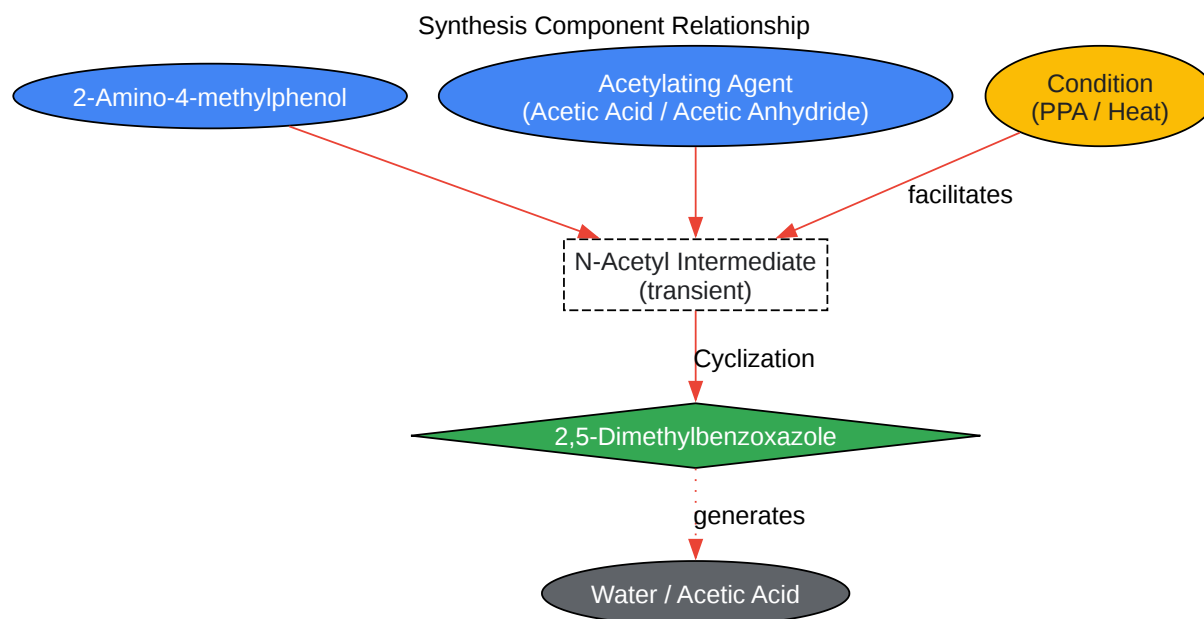 Synthesis Component Relationship
2-Amino-4-methylphenol
Acetylating Agent
(Acetic Acid / Acetic Anhydride)
Condition
(PPA / Heat)
facilitates
N-Acetyl Intermediate
(transient)
Cyclization
2,5-Dimethylbenzoxazole
generates
Water / Acetic Acid